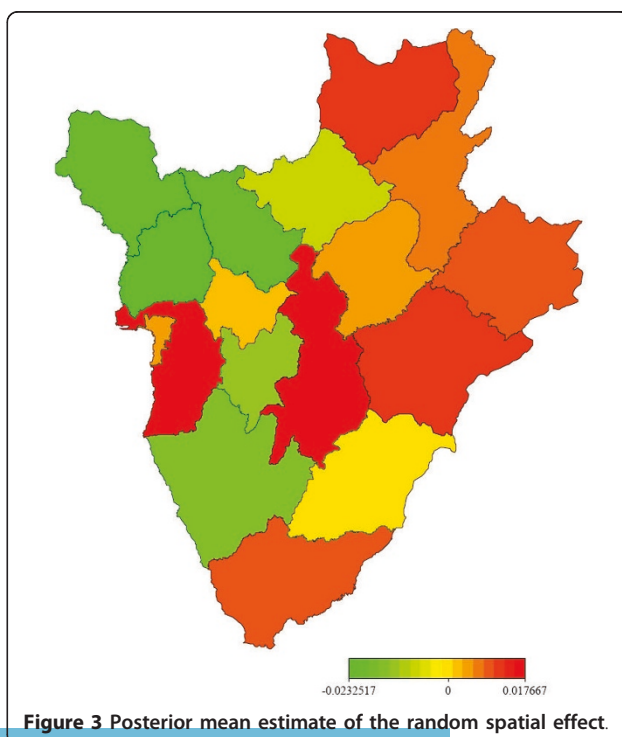 -0.0232517 0 0.017667
Figure 3 Posterior mean estimate of the random spatial effect.